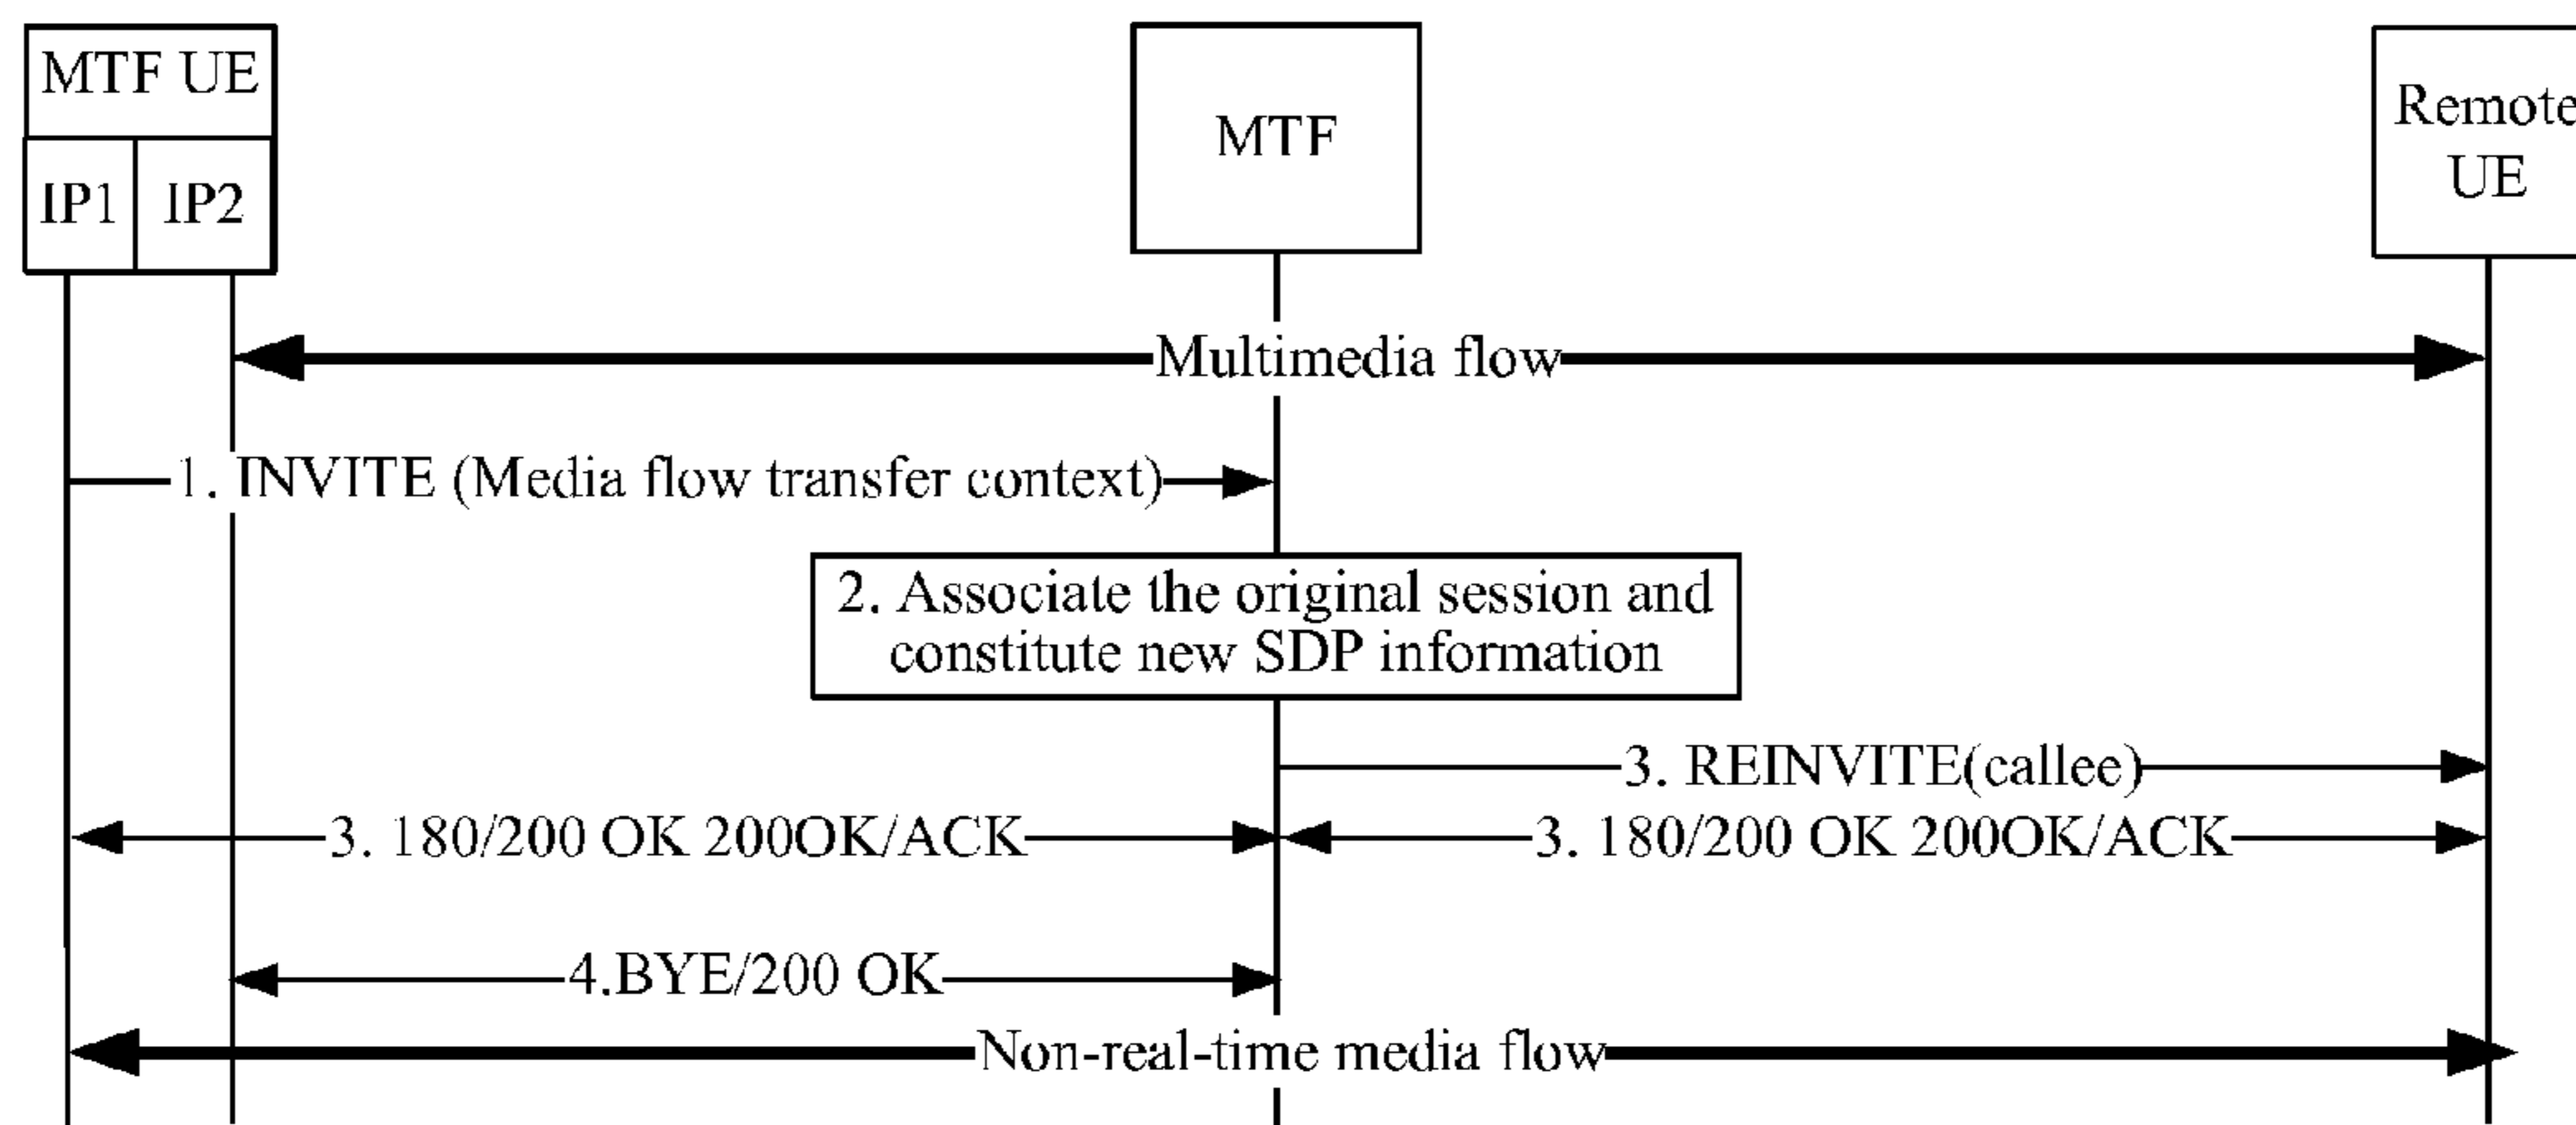 MTF UE
IP1
IP2
MTF
Remote
UE
Multimedia flow
1. INVITE (Media flow transfer context)
2. Associate the original session and
constitute new SDP information
3. REINVITE(callee)
3. 180/200 OK 200OK/ACK
3. 180/200 OK 200OK/ACK
4.BYE/200 OK
Non-real-time media flow